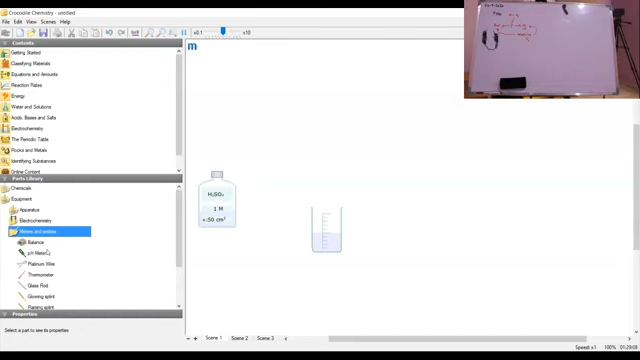 Crocodile Chemistry - untitled
File Edit View Scenes Help
x0.1
x10
Contents
Getting Started
Classifying Materials
Equations and Amounts
Reaction Rates
Energy
Water and Solutions
Acids, Bases and Salts
Electrochemistry
The Periodic Table
Rocks and Metals
Identifying Substances
Online Content
Parts Library
Chemicals
Equipment
Apparatus
Electrochemistry
Meters and probes
Balance
pH Meter
Platinum Wire
Thermometer
Glass Rod
Glowing splint
Flaming splint
Properties
Select a part to see its properties
m
H₂SO₄
1 M
50 cm³
Scene 1 Scene 2 Scene 3
Speed: x1 100% 01:29:08